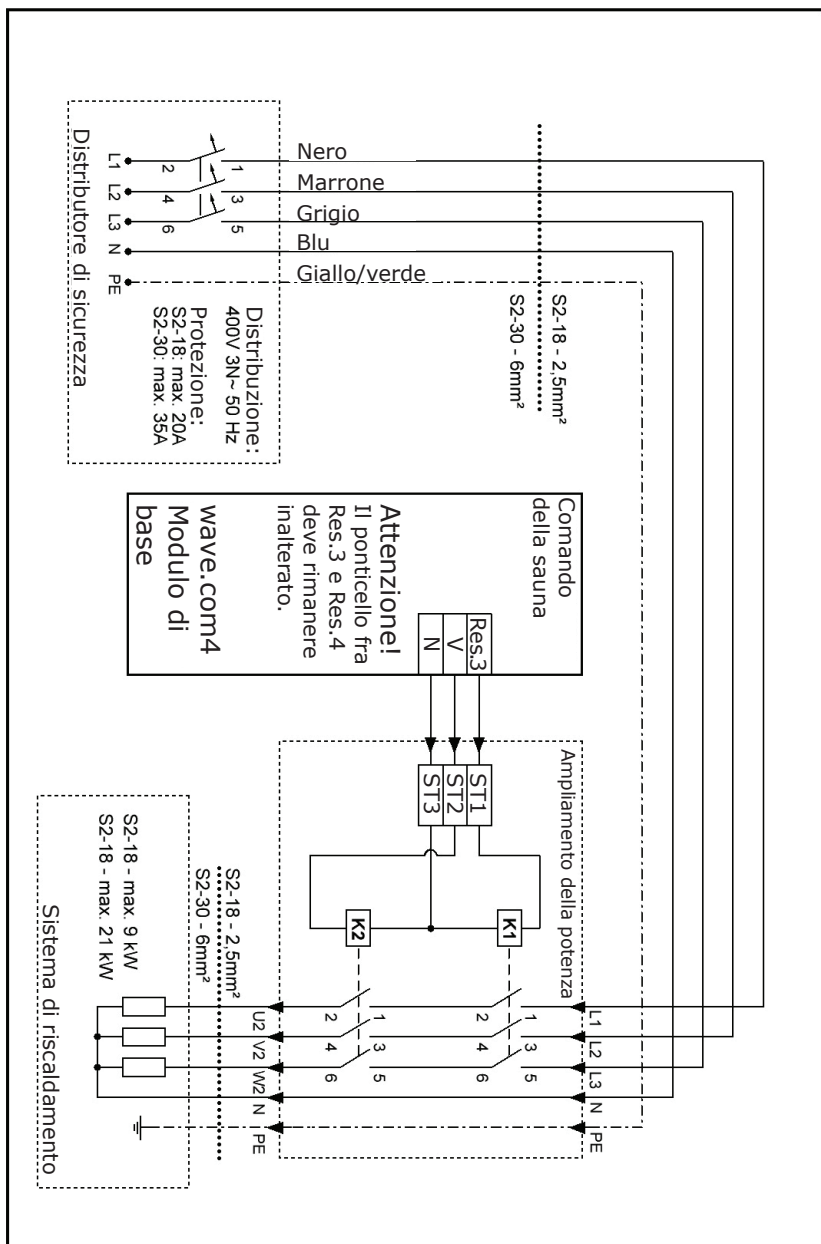 Nero
Marrone
Grigio
Blu
Giallo/verde
Distributore di sicurezza
L1
L2
L3
N
PE
2
4
6
1
3
5
Distribuzione:
400V 3N~ 50 Hz
Protezione:
S2-18: max. 20A
S2-30: max. 35A
S2-18 - 2,5mm²
S2-30 - 6mm²
Comando
della sauna
Attenzione!
Il ponticello fra
Res.3 e Res.4
deve rimanere
inalterato.
wave.com4
Modulo di
base
Res.3
V
N
Ampliamento della potenza
ST1
ST2
ST3
K1
K2
L1
L2
L3
N
PE
1
3
5
2
4
6
1
3
5
2
4
6
U2
V2
W2
N
PE
S2-18 - 2,5mm²
S2-30 - 6mm²
S2-18 - max. 9 kW
S2-18 - max. 21 kW
Sistema di riscaldamento